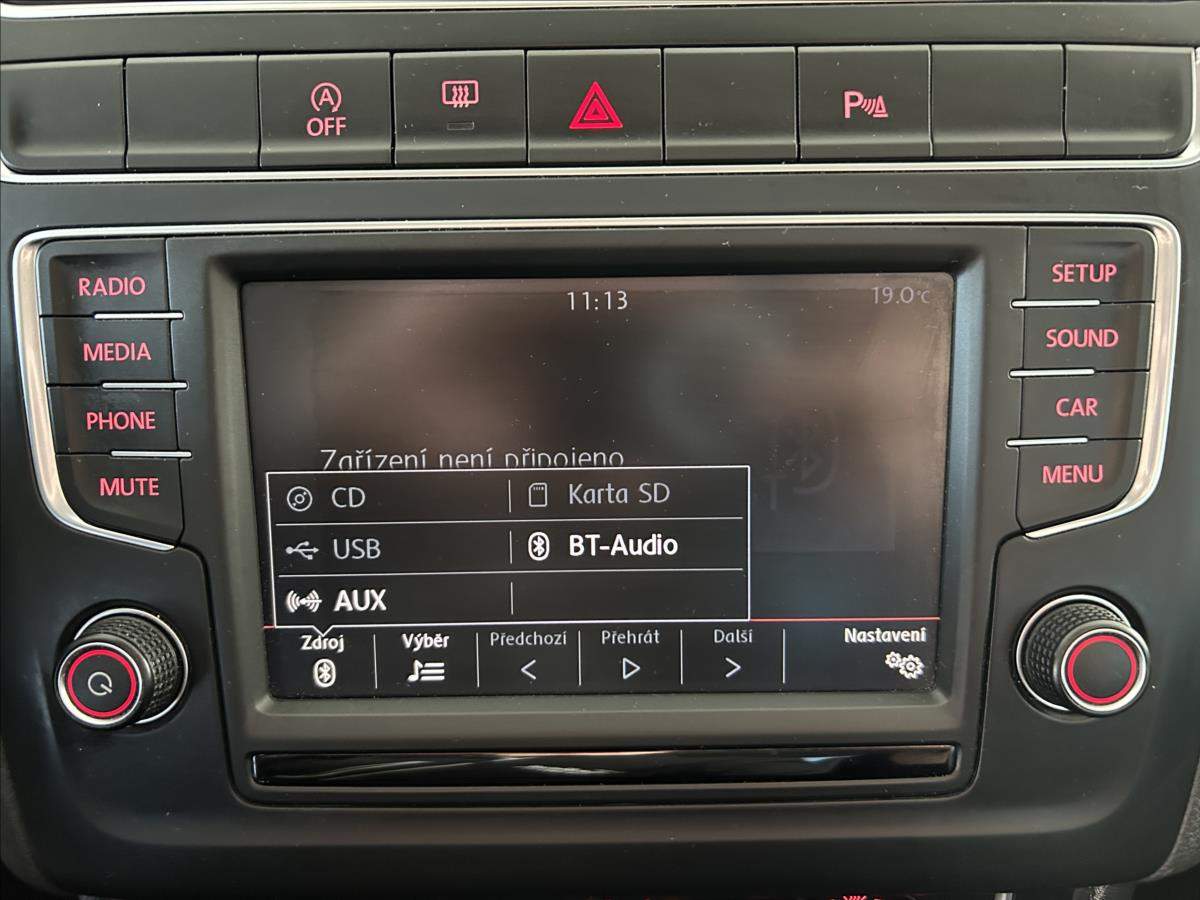 A
OFF
P
RADIO
MEDIA
PHONE
MUTE
SETUP
SOUND
CAR
MENU
11:13
19.0°C
Zařízení není připojeno
CD
Karta SD
USB
BT-Audio
AUX
Zdroj
Výběr
Předchozí
Přehrát
Další
Nastavení